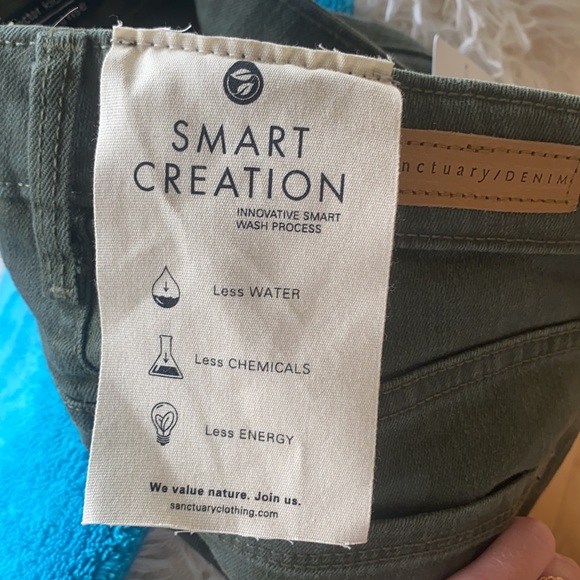 SMART
CREATION
INNOVATIVE SMART
WASH PROCESS
nctuary/DENIM
Less WATER
Less CHEMICALS
Less ENERGY
We value nature. Join us.
sanctuaryclothing.com